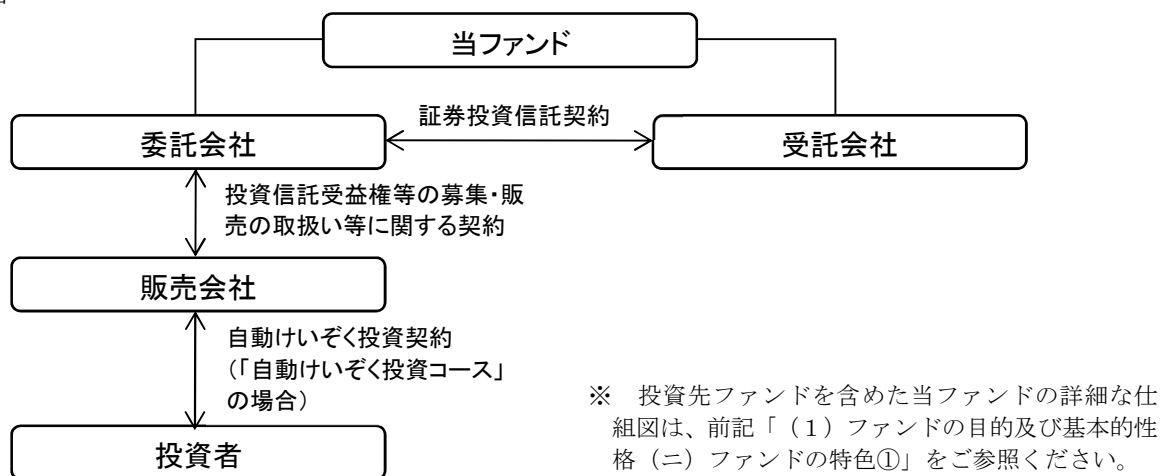 当ファンド
証券投資信託契約
委託会社
受託会社
投資信託受益権等の募集・販
売の取扱い等に関する契約
販売会社
自動けいぞく投資契約
(「自動けいぞく投資コース」
の場合)
投資者
※　投資先ファンドを含めた当ファンドの詳細な仕
組図は、前記「（１）ファンドの目的及び基本的性
格（ニ）ファンドの特色①」をご参照ください。